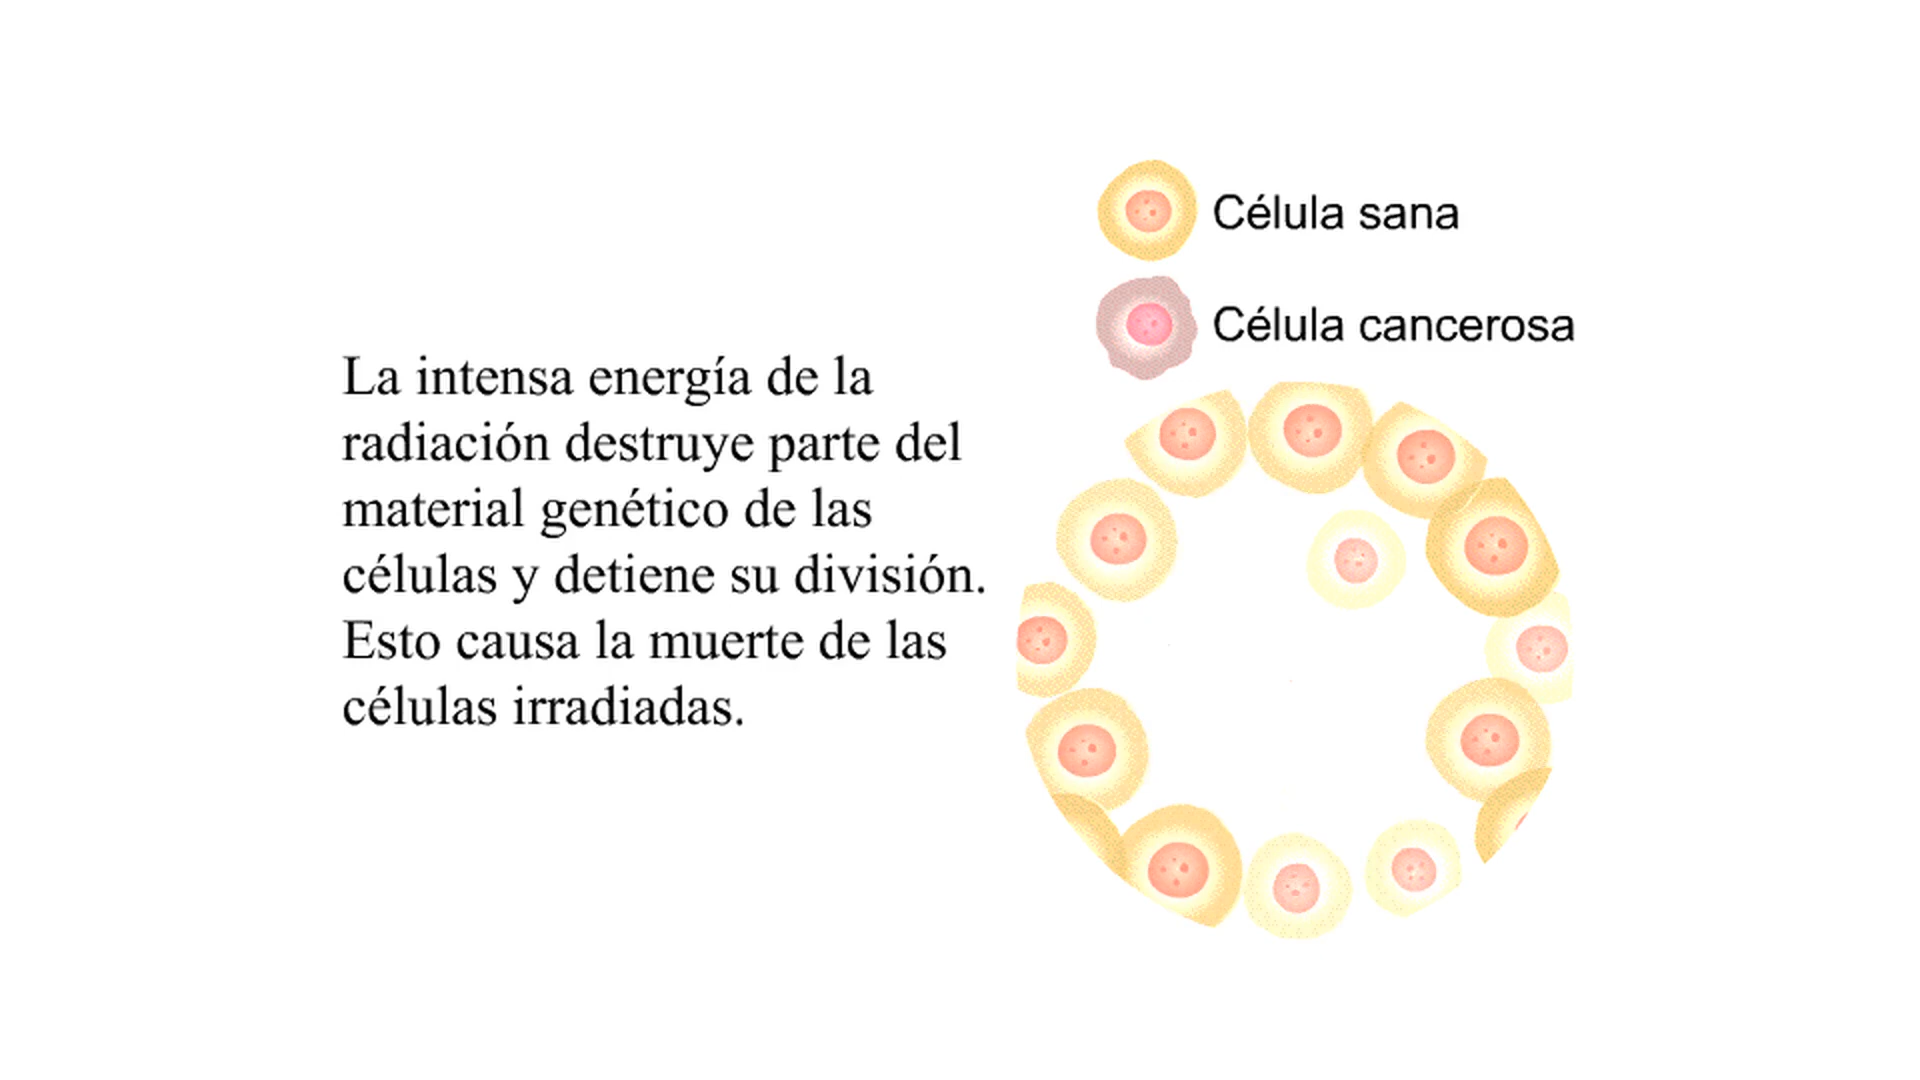 La intensa energía de la
radiación destruye parte del
material genético de las
células y detiene su división.
Esto causa la muerte de las
células irradiadas.
Célula sana
Célula cancerosa